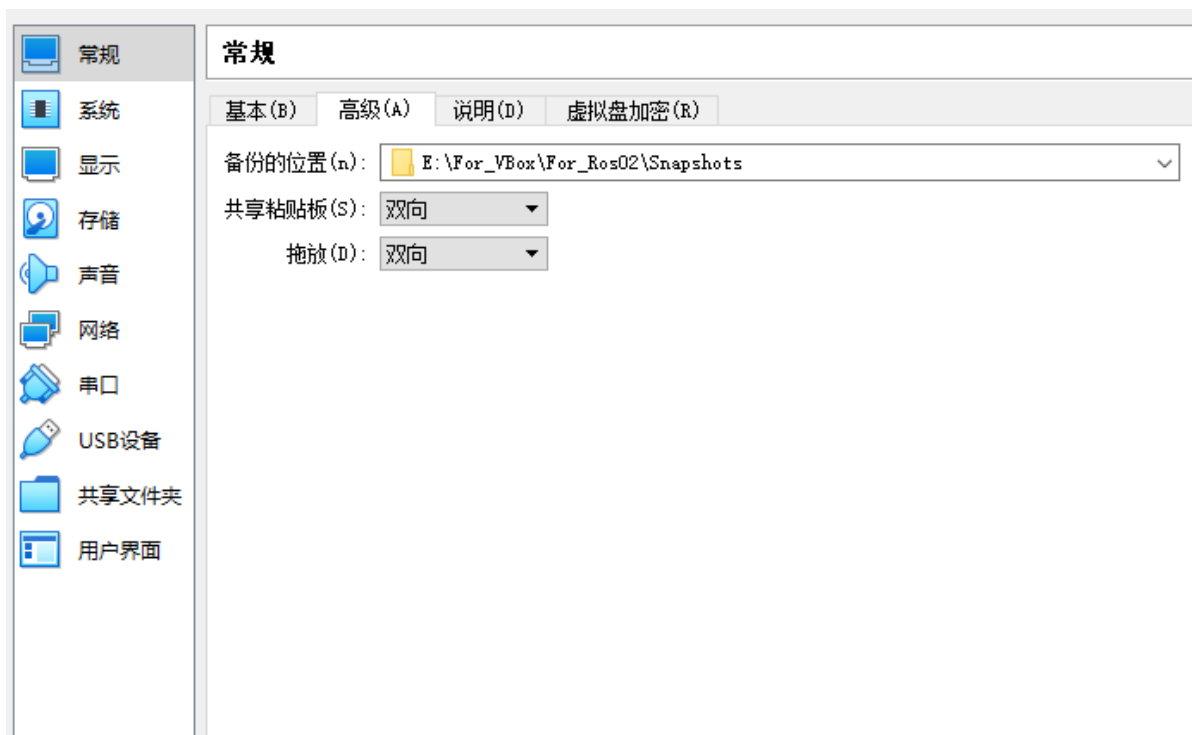 常规
系统
显示
存储
声音
网络
串口
USB设备
共享文件夹
用户界面
常规
基本(B) 高级(A) 说明(D) 虚拟盘加密(R)
备份的位置(n): E:\For_VBox\For_Ros02\Snapshots
共享粘贴板(S): 双向
拖放(D): 双向